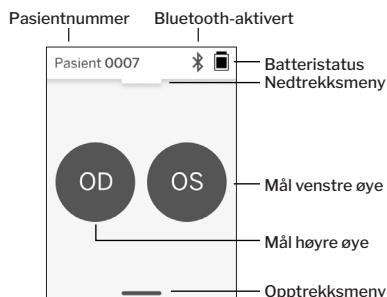 Pasientnummer
Bluetooth-aktivert
Pasient 0007
Batteristatus
Nedtrekksmeny
OD
OS
Mål venstre øye
Mål høyre øye
Opptrekksmeny